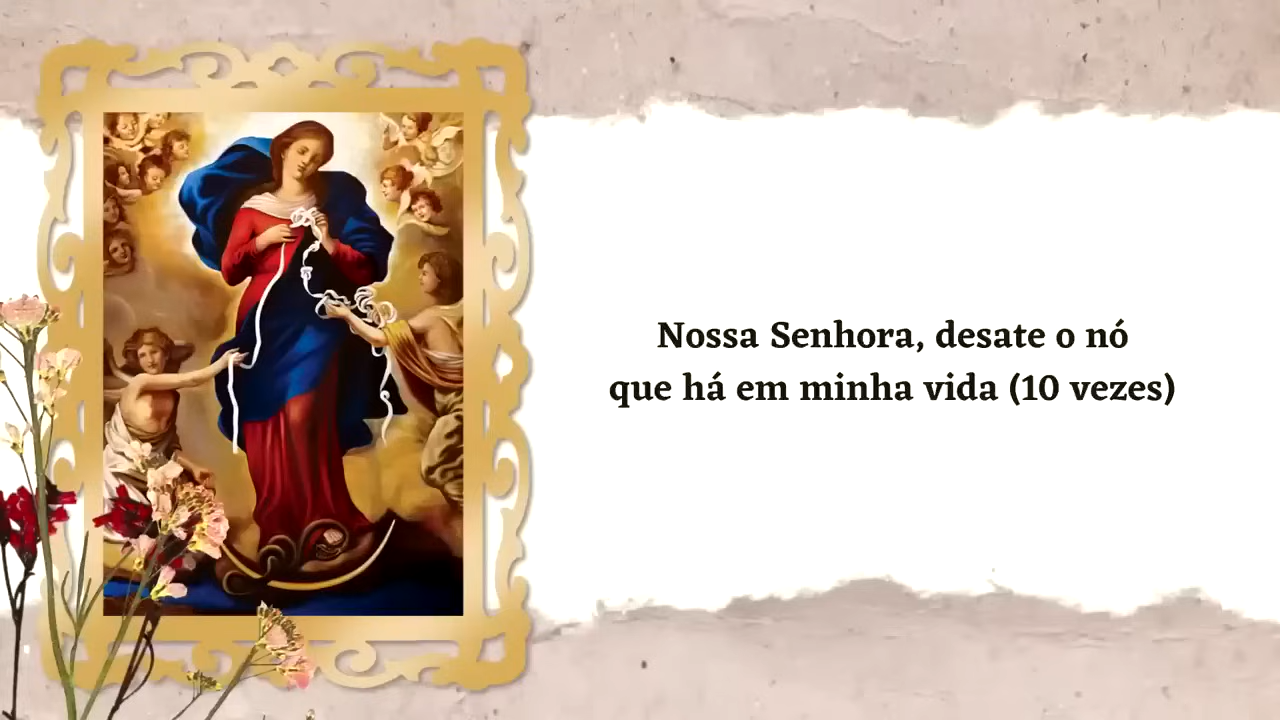 Nossa Senhora, desate o nó
que há em minha vida (10 vezes)